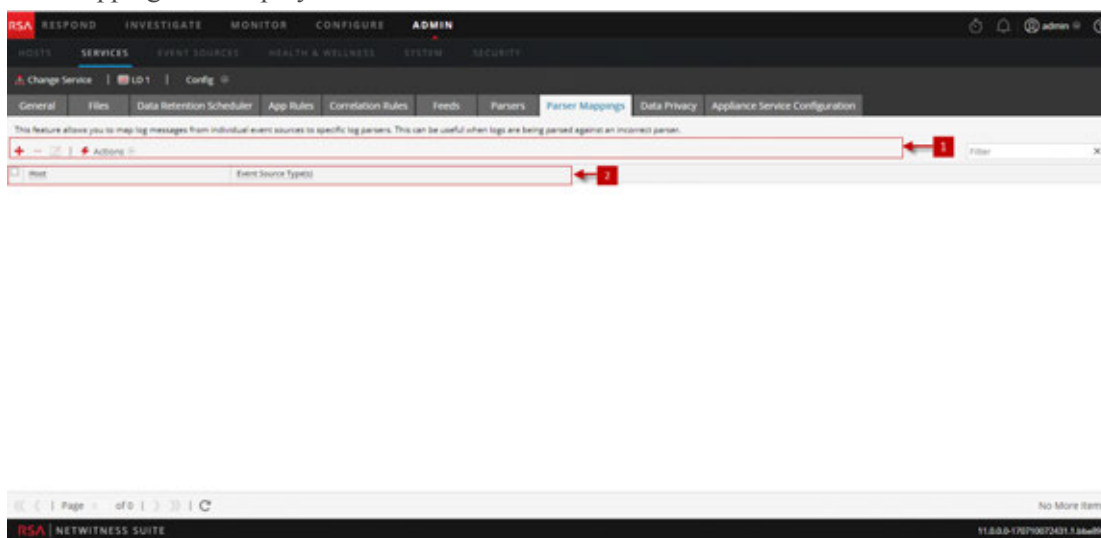 RSA RESPOND INVESTIGATE MONITOR CONFIGURE ADMIN admin
HOSTS SERVICES EVENT SOURCES HEALTH & WELLNESS SYSTEM SECURITY
Change Service | LD 1 | Config
General Files Data Retention Scheduler App Rules Correlation Rules Feeds Parsers Parser Mappings Data Privacy Appliance Service Configuration
This feature allows you to map log messages from individual event sources to specific log parsers. This can be useful when logs are being parsed against an incorrect parser.
+ - | Actions 1 Filter X
Host Event Source Type(s) 2
| Page of 0 | | No More Item
RSA | NETWITNESS SUITE